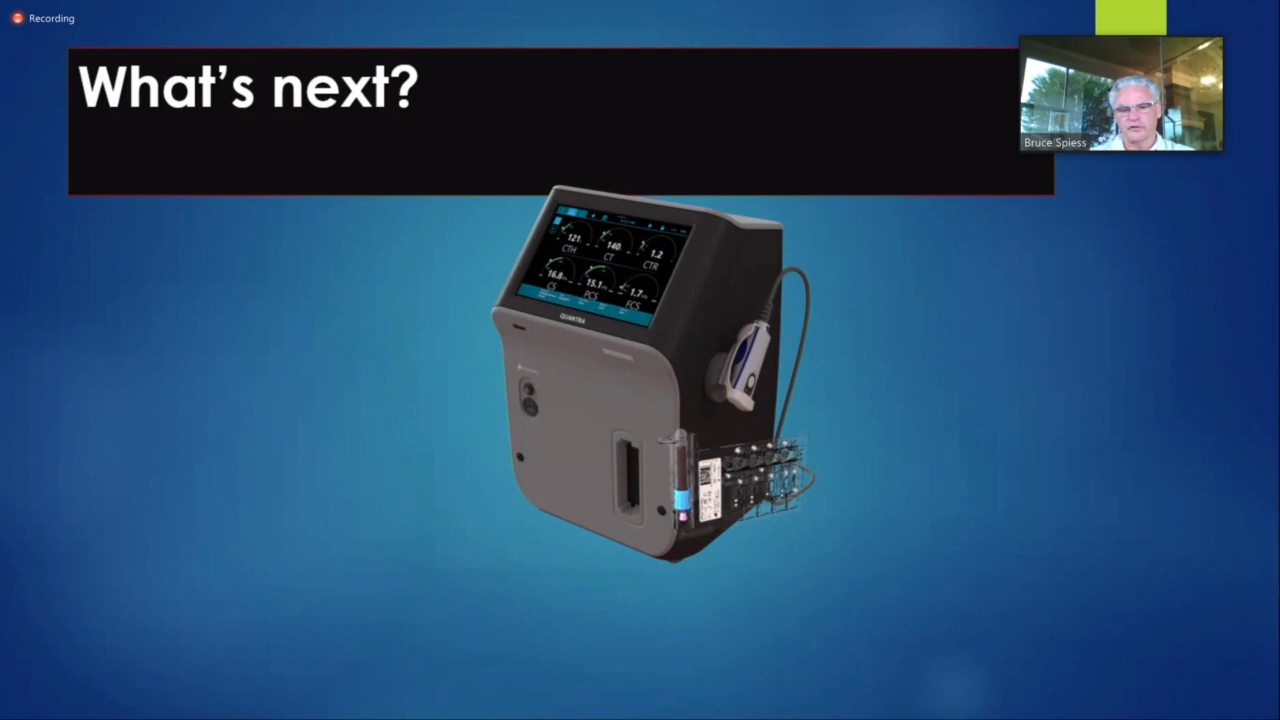 Recording
What's next?
Bruce Spiess
121
140
1.2
CTH
CT
CTR
16.8
15.1
1.7
CS
PCS
FCS
QUANTRA